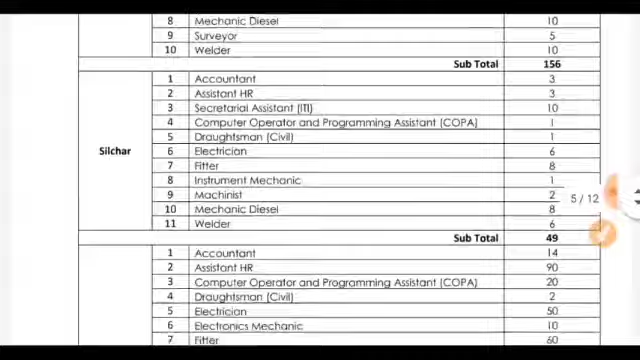 8 Mechanic Diesel 10
9 Surveyor 5
10 Welder 10
Sub Total 156
Silchar
1 Accountant 3
2 Assistant HR 3
3 Secretarial Assistant (ITI) 10
4 Computer Operator and Programming Assistant (COPA) 1
5 Draughtsman (Civil) 1
6 Electrician 6
7 Fitter 8
8 Instrument Mechanic 1
9 Machinist 2
10 Mechanic Diesel 8
11 Welder 6
5 / 12
Sub Total 49
1 Accountant 14
2 Assistant HR 90
3 Computer Operator and Programming Assistant (COPA) 20
4 Draughtsman (Civil) 2
5 Electrician 50
6 Electronics Mechanic 10
7 Fitter 60